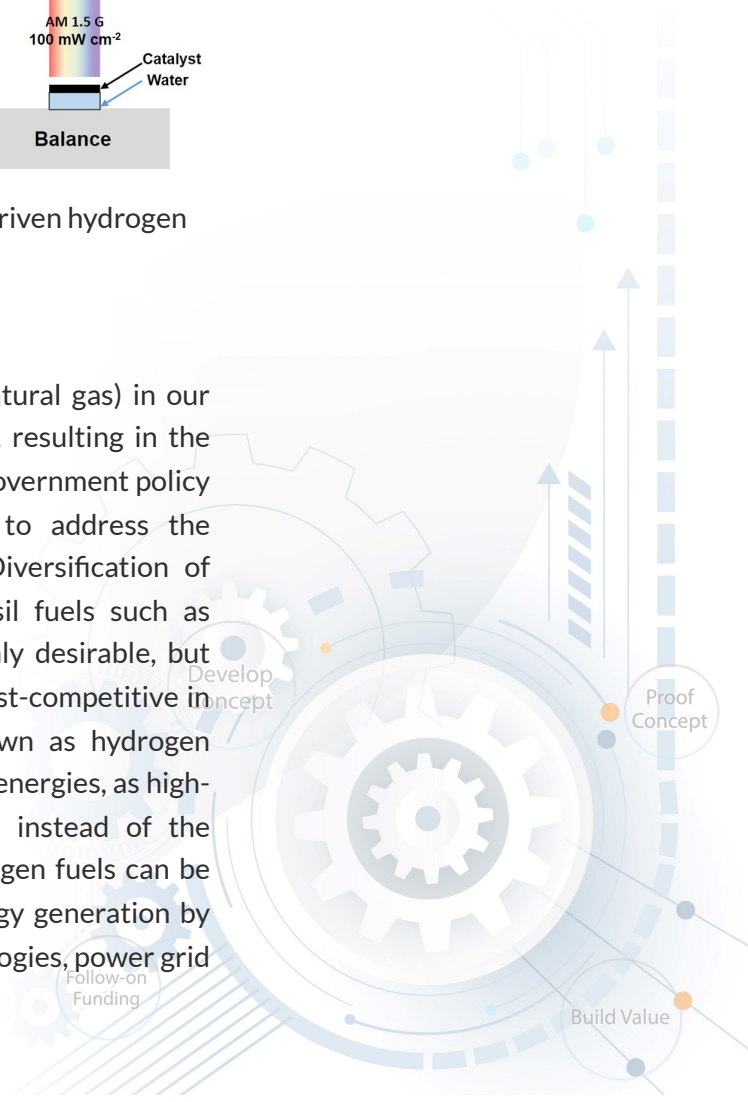 AM 1.5 G
100 mW cm-2
Catalyst
Water
Balance
riven hydrogen
tural gas) in our
resulting in the
overnment policy
to address the
Diversification of
sil fuels such as
ly desirable, but
st-competitive in
wn as hydrogen
energies, as high-
instead of the
gen fuels can be
gy generation by
ogies, power grid
Develop
Concept
Proof
Concept
Follow-on
Funding
Build Value